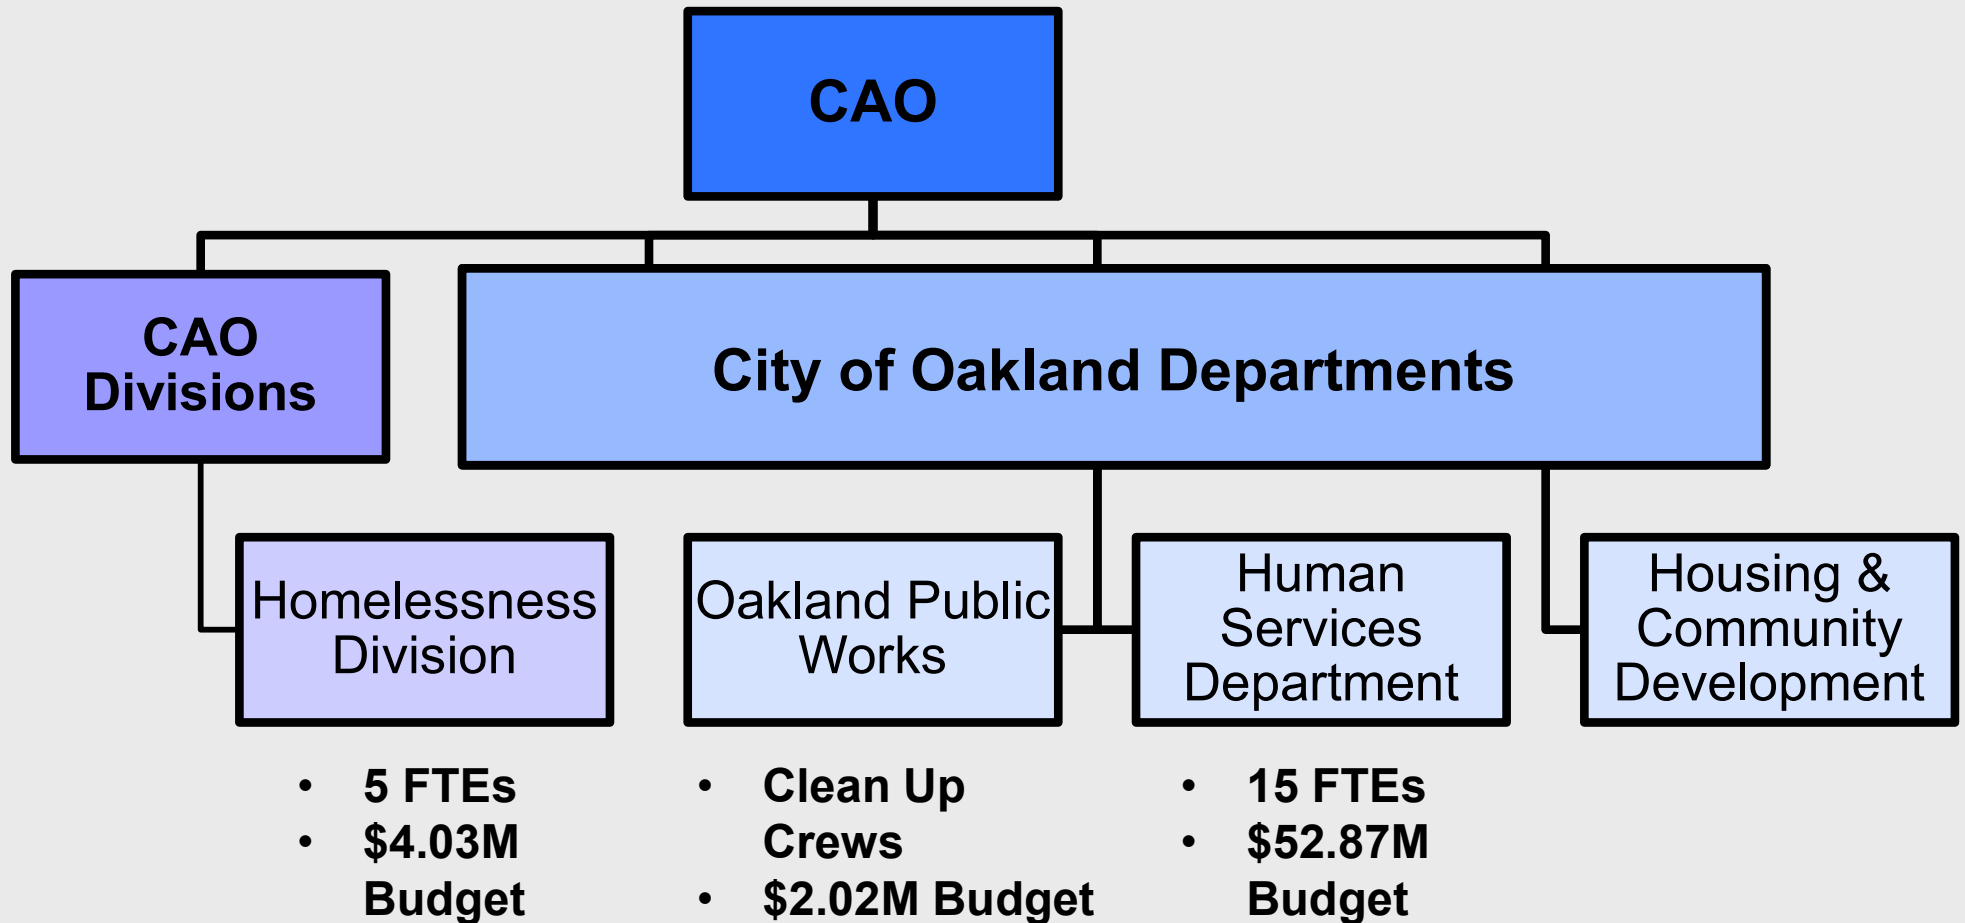 CAO
CAO
Divisions
City of Oakland Departments
Homelessness
Division
Oakland Public
Works
Human
Services
Department
Housing &
Community
Development
• 5 FTEs
• $4.03M
Budget
• Clean Up
Crews
• $2.02M Budget
• 15 FTEs
• $52.87M
Budget